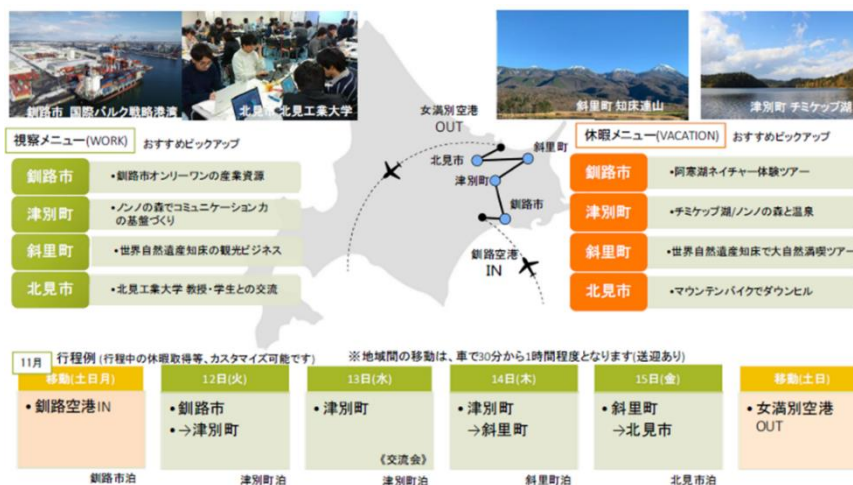 釧路市 国際バルク戦略港湾
北見市 北見工業大学
斜里町 知床連山
津別町 チミケップ湖
視察メニュー(WORK)
おすすめピックアップ
釧路市
•釧路市オンリーワンの産業資源
津別町
•ノンノの森でコミュニケーション力
の基盤づくり
斜里町
•世界自然遺産知床の観光ビジネス
北見市
•北見工業大学 教授・学生との交流
女満別空港
OUT
斜里町
北見市
津別町
釧路市
釧路空港
IN
休暇メニュー(VACATION)
おすすめピックアップ
釧路市
•阿寒湖ネイチャー体験ツアー
津別町
•チミケップ湖/ノンノの森と温泉
斜里町
•世界自然遺産知床で大自然満喫ツアー
北見市
•マウンテンバイクでダウンヒル
11月
行程例 (行程中の休暇取得等、カスタマイズ可能です)
※地域間の移動は、車で30分から1時間程度となります(送迎あり)
移動(土日月)
• 釧路空港IN
釧路市泊
12日(火)
• 釧路市
• →津別町
津別町泊
13日(水)
• 津別町
《交流会》
津別町泊
14日(木)
• 津別町
→斜里町
斜里町泊
15日(金)
• 斜里町
→北見市
北見市泊
移動(土日)
• 女満別空港
OUT